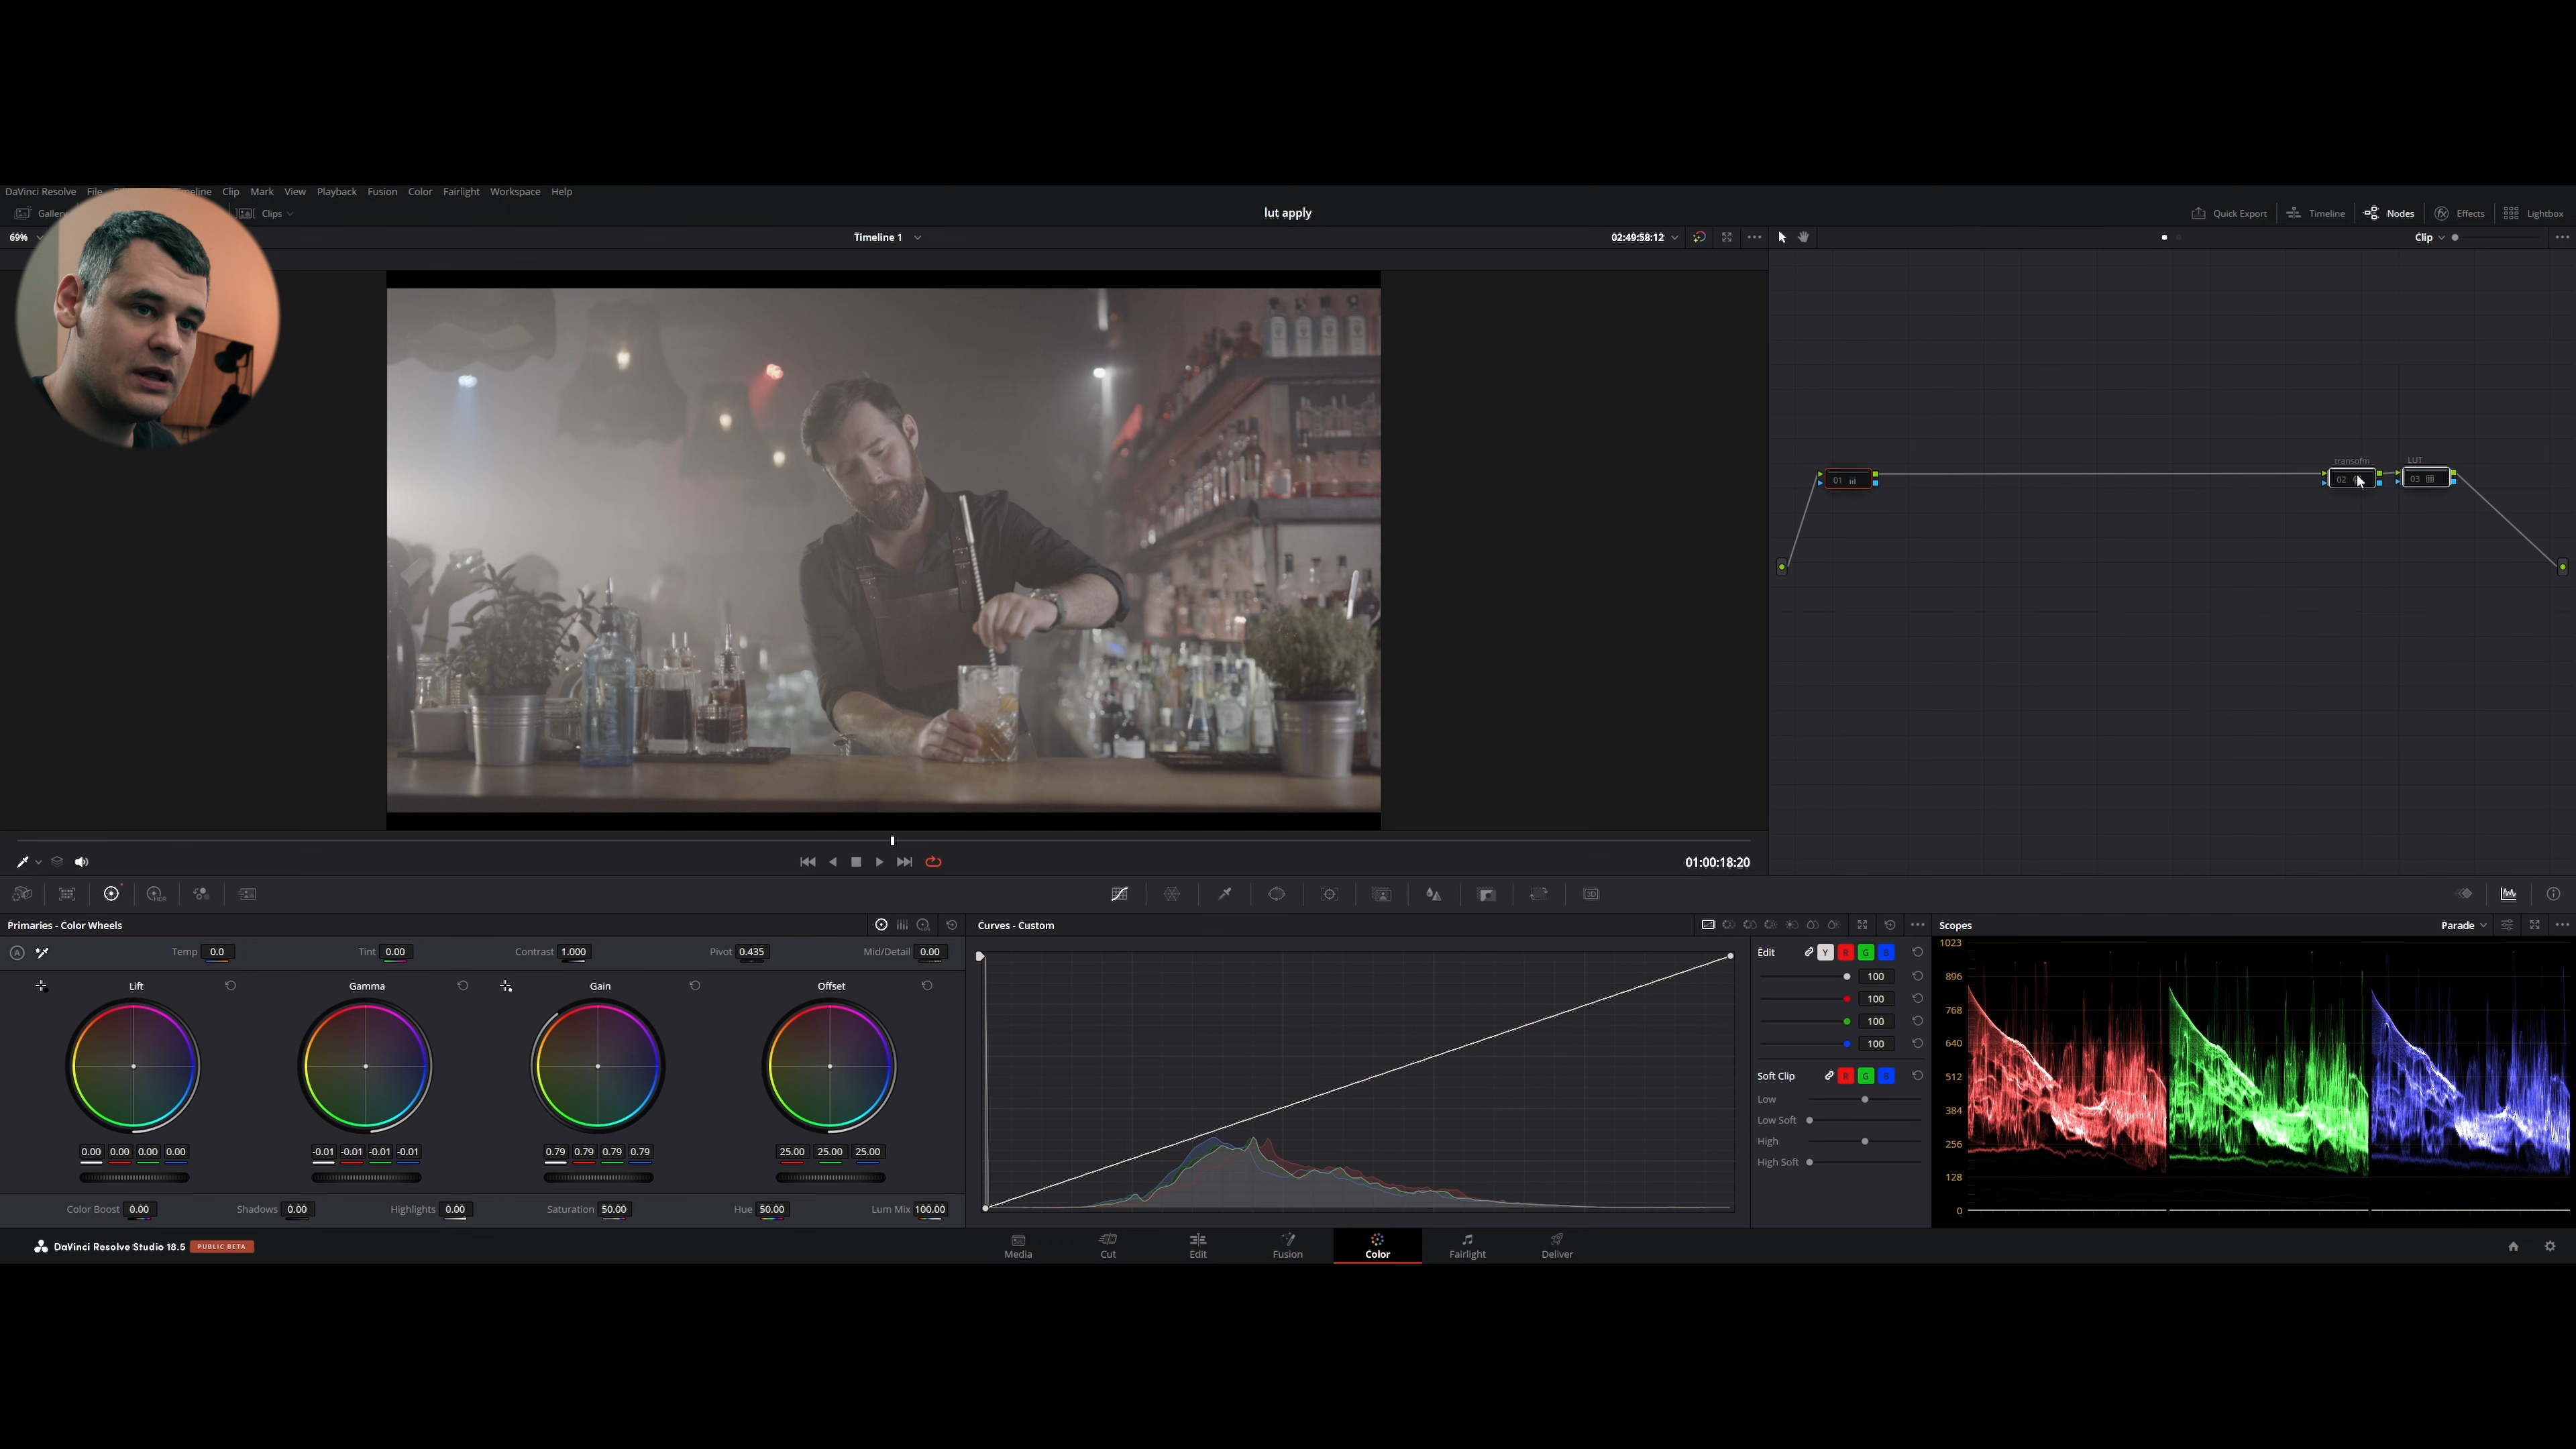 DaVinci Resolve File Timeline Clip Mark View Playback Fusion Color Fairlight Workspace Help
Clips lut apply Quick Export Timeline Nodes Effects Lightbox
69% Timeline 1 02:49:58:12 Clip
transofm LUT
01 02 03
01:00:18:20
Primaries - Color Wheels Curves - Custom Scopes Parade
Temp 0.0 Tint 0.00 Contrast 1.000 Pivot 0.435 Mid/Detail 0.00
Lift Gamma Gain Offset
0.00 0.00 0.00 0.00 -0.01 -0.01 -0.01 -0.01 0.79 0.79 0.79 0.79 25.00 25.00 25.00
Color Boost 0.00 Shadows 0.00 Highlights 0.00 Saturation 50.00 Hue 50.00 Lum Mix 100.00
Edit Y R G B
100
100
100
100
Soft Clip R G B
Low
Low Soft
High
High Soft
1023
896
768
640
512
384
256
128
0
DaVinci Resolve Studio 18.5 PUBLIC BETA
Media Cut Edit Fusion Color Fairlight Deliver